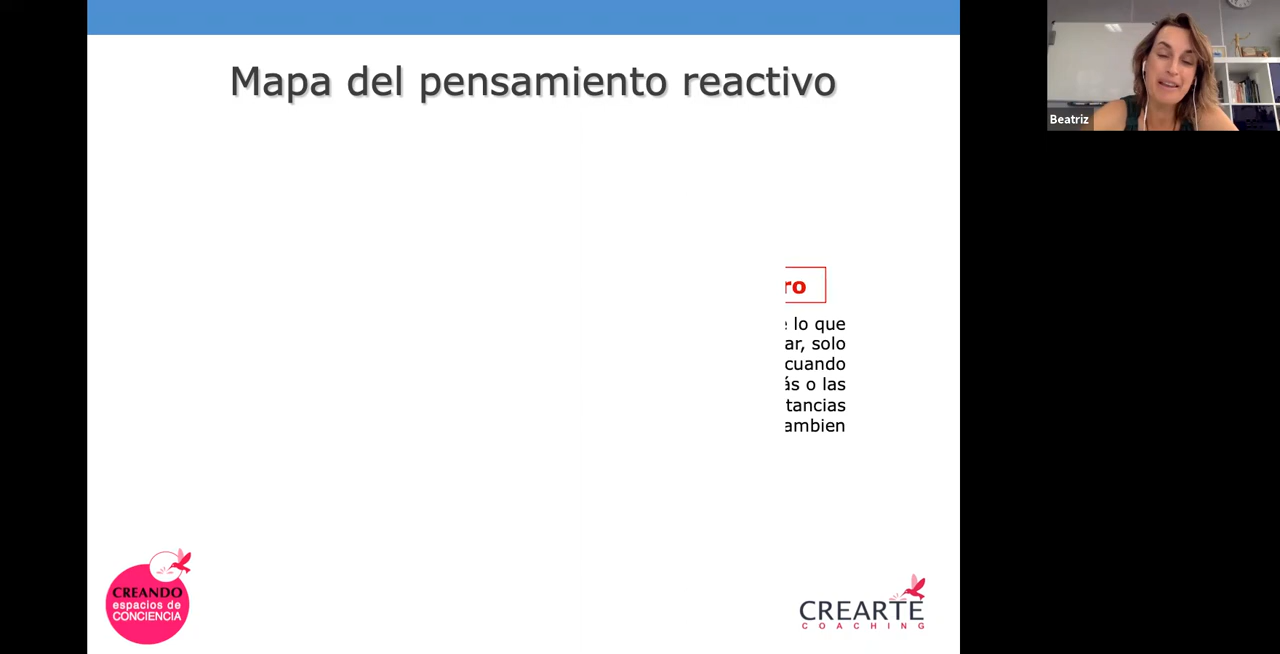 Mapa del pensamiento reactivo
Beatriz
ro
lo que
ar, solo
cuando
ás o las
tancias
ambien
CREANDO
espacios de
CONCIENCIA
CREARTE
COACHING